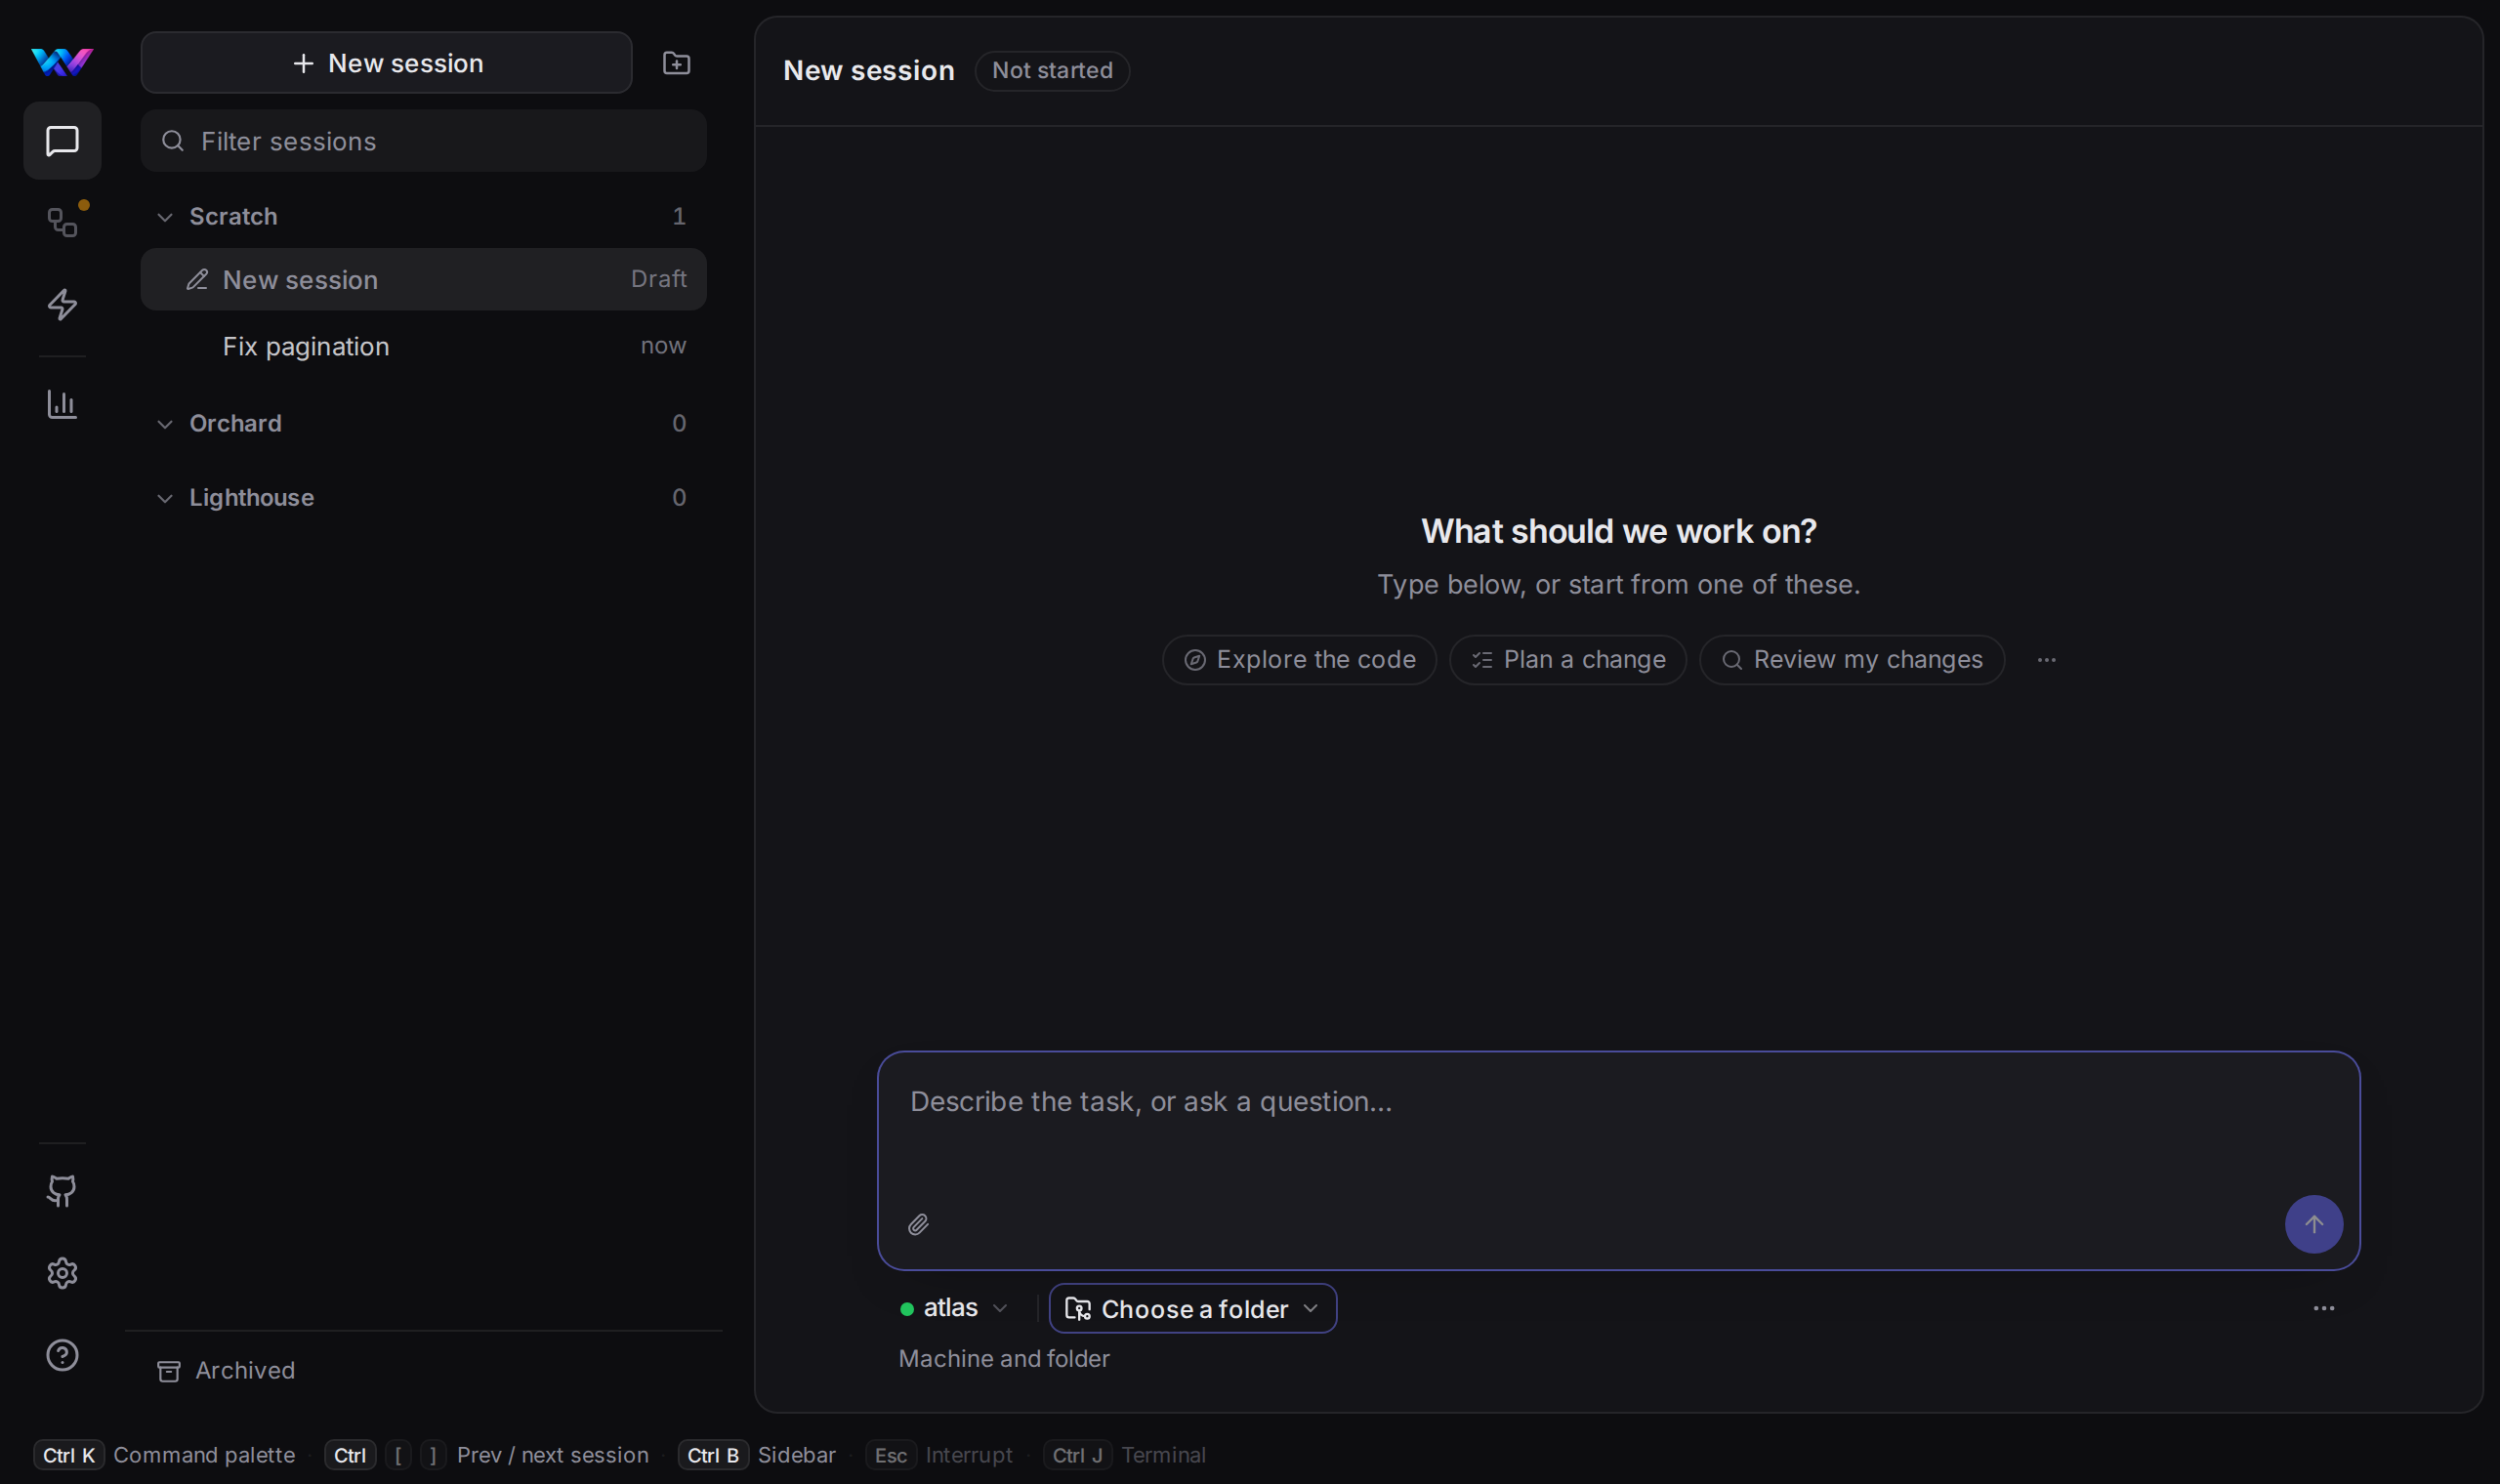 New session
Filter sessions
Scratch 1
New session Draft
Fix pagination now
Orchard 0
Lighthouse 0
Archived
New session Not started
What should we work on?
Type below, or start from one of these.
Explore the code Plan a change Review my changes
Describe the task, or ask a question...
atlas Choose a folder
Machine and folder
Ctrl K Command palette · Ctrl [ ] Prev / next session · Ctrl B Sidebar · Esc Interrupt · Ctrl J Terminal